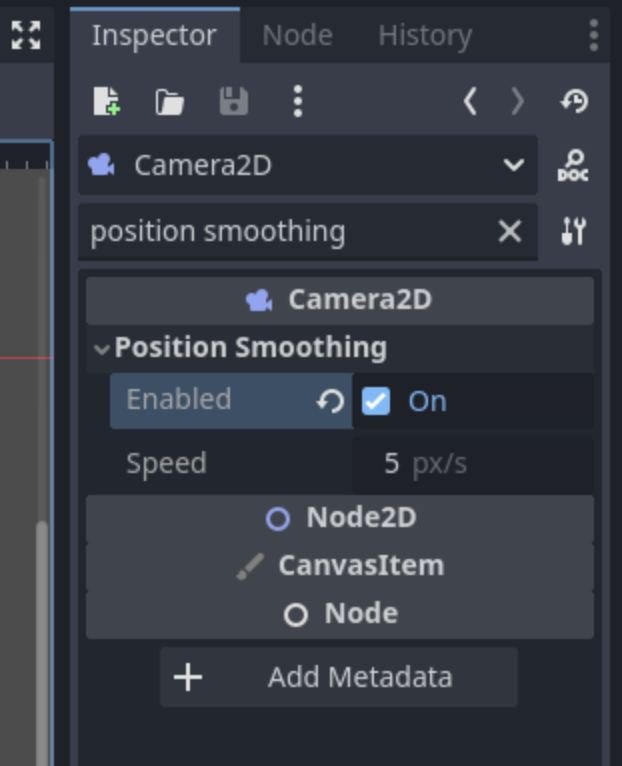 Inspector Node History
Camera2D
DOC
position smoothing
Camera2D
Position Smoothing
Enabled On
Speed 5 px/s
Node2D
CanvasItem
Node
Add Metadata